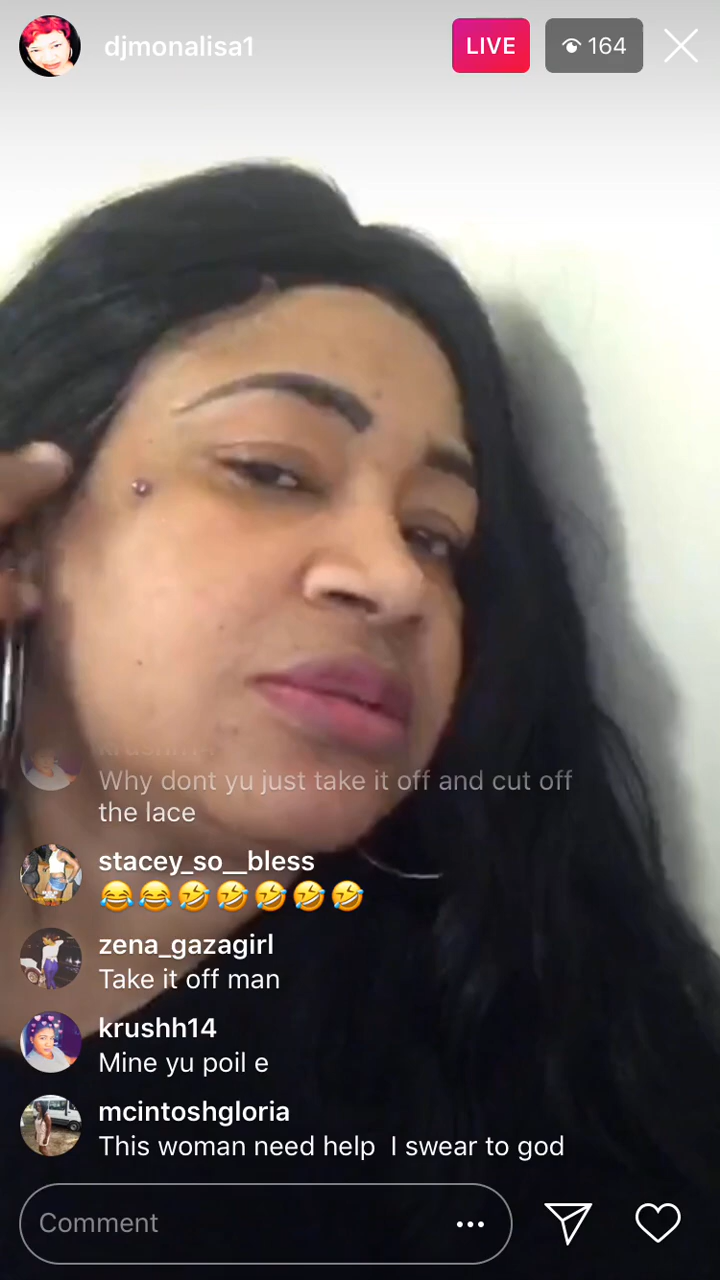 djmonalisa1
LIVE
164
krushh14
Why dont yu just take it off and cut off
the lace
stacey_so__bless
😂😂🤣🤣🤣🤣🤣
zena_gazagirl
Take it off man
krushh14
Mine yu poil e
mcintoshgloria
This woman need help  I swear to god
Comment